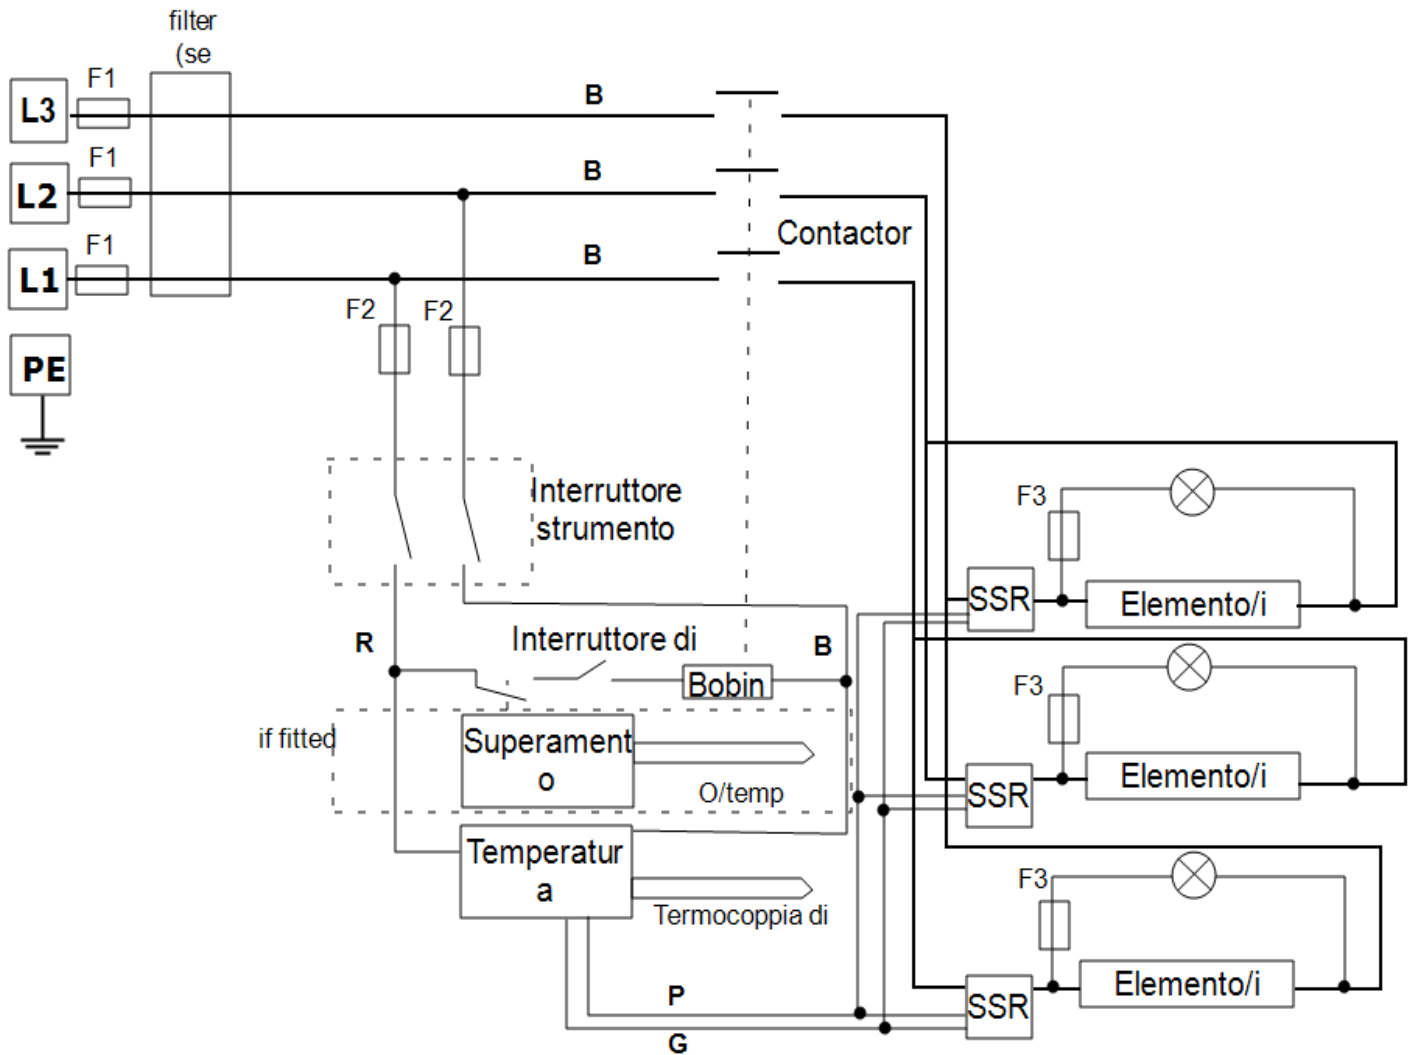 filter
(se
F1
L3
B
F1
L2
B
Contactor
F1
L1
B
F2
F2
PE
Interruttore
strumento
F3
SSR
Elemento/i
R
Interruttore di
B
Bobin
F3
if fitted
Superament
o
O/temp
SSR
Elemento/i
Temperatur
a
Termocoppia di
F3
P
G
SSR
Elemento/i